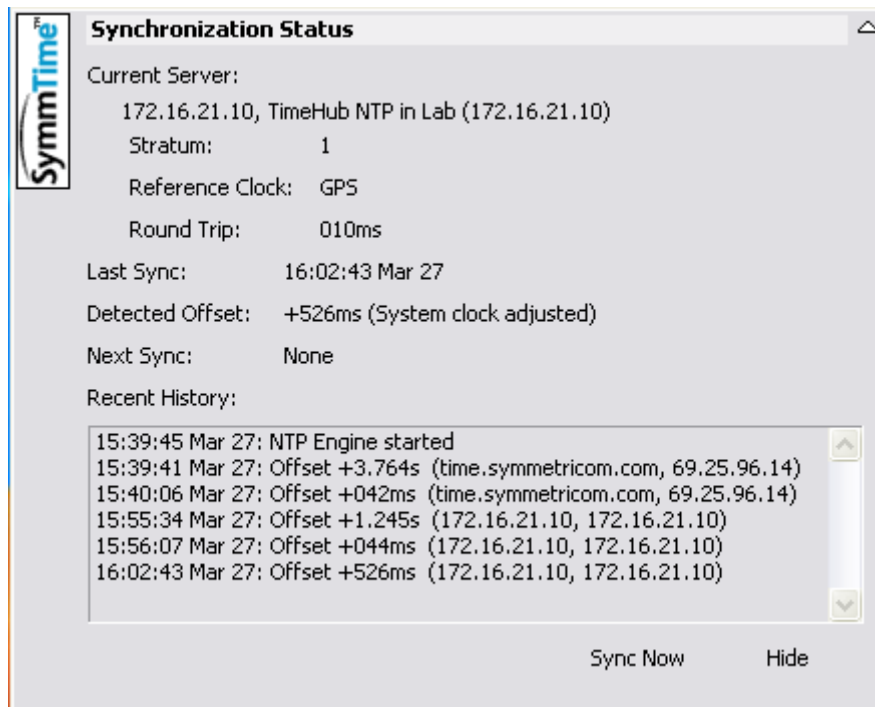 SymmTime™
Synchronization Status
Current Server:
172.16.21.10, TimeHub NTP in Lab (172.16.21.10)
Stratum: 1
Reference Clock: GPS
Round Trip: 010ms
Last Sync: 16:02:43 Mar 27
Detected Offset: +526ms (System clock adjusted)
Next Sync: None
Recent History:
15:39:45 Mar 27: NTP Engine started
15:39:41 Mar 27: Offset +3.764s (time.symmetricom.com, 69.25.96.14)
15:40:06 Mar 27: Offset +042ms (time.symmetricom.com, 69.25.96.14)
15:55:34 Mar 27: Offset +1.245s (172.16.21.10, 172.16.21.10)
15:56:07 Mar 27: Offset +044ms (172.16.21.10, 172.16.21.10)
16:02:43 Mar 27: Offset +526ms (172.16.21.10, 172.16.21.10)
Sync Now Hide